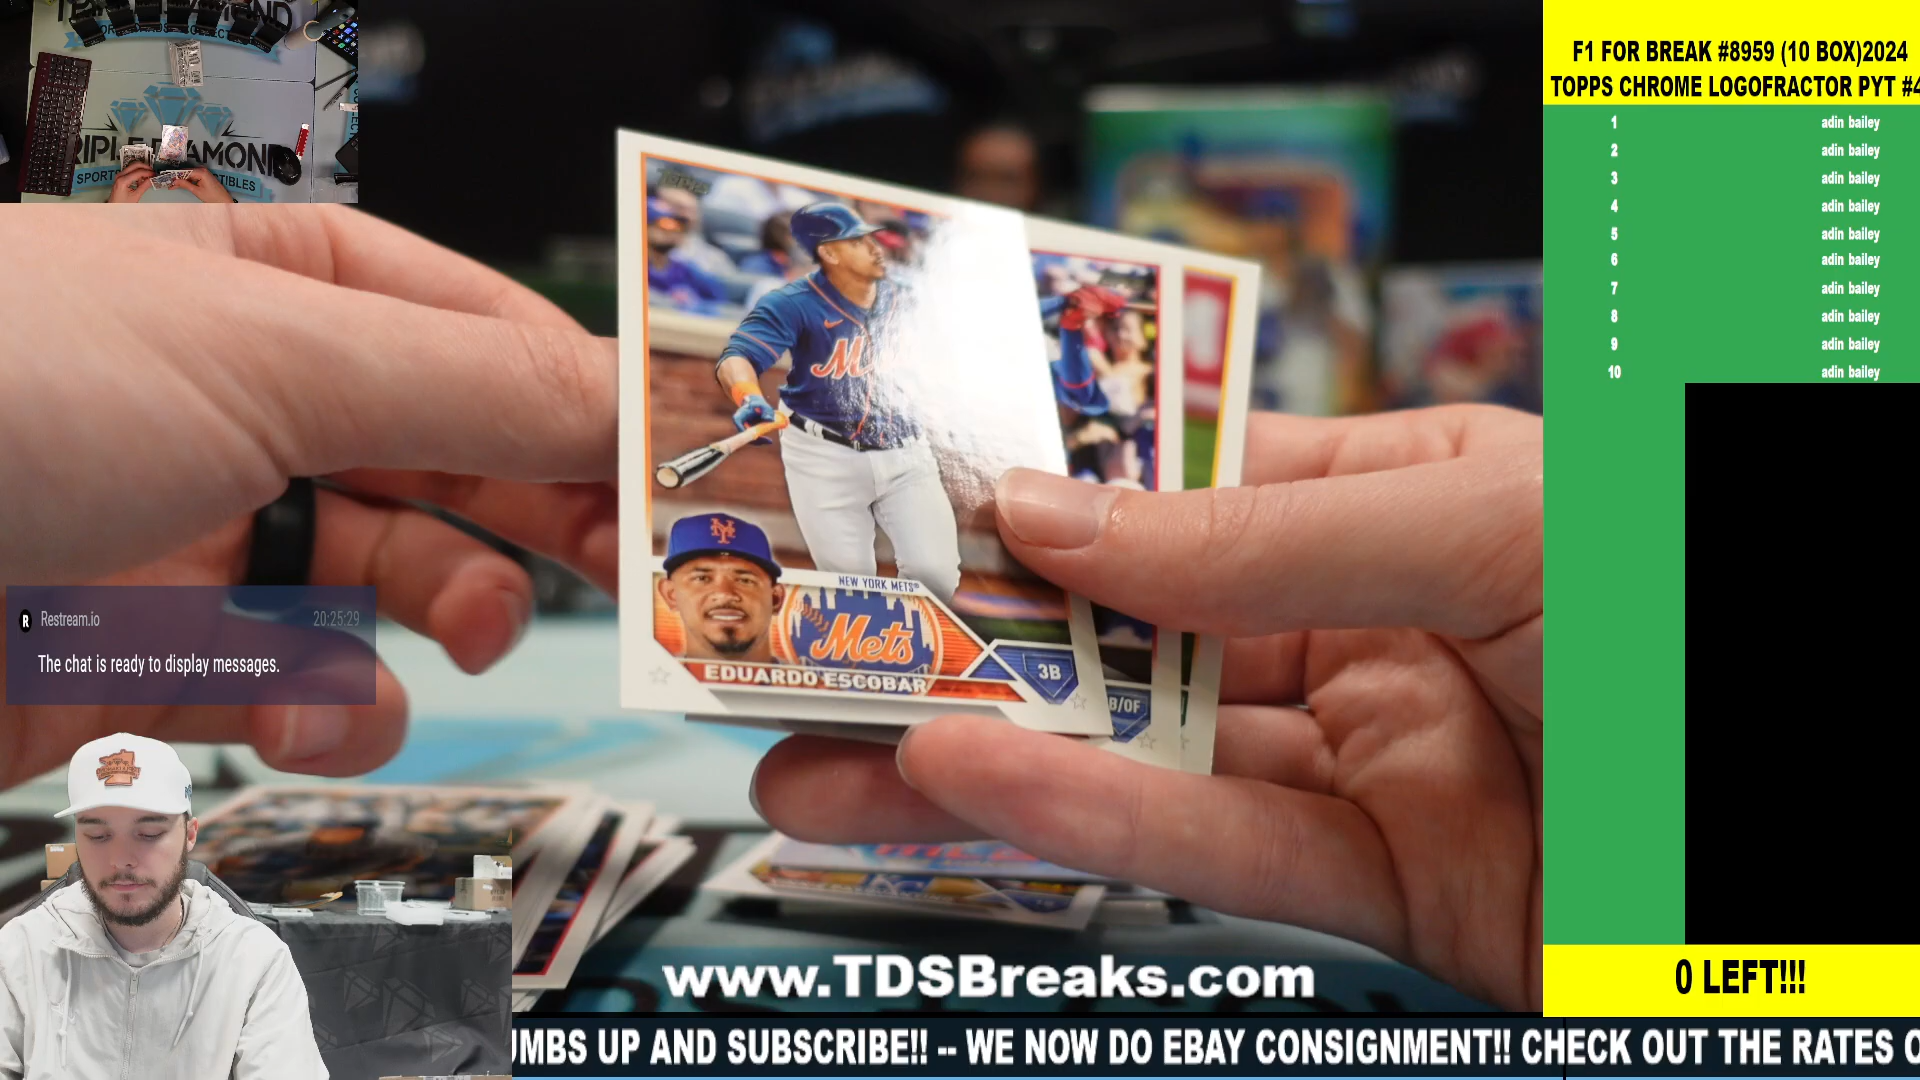 F1 FOR BREAK #8959 (10 BOX)2024
TOPPS CHROME LOGOFRACTOR PYT #4
1 adin bailey
2 adin bailey
3 adin bailey
4 adin bailey
5 adin bailey
6 adin bailey
7 adin bailey
8 adin bailey
9 adin bailey
10 adin bailey
0 LEFT!!!
TOPPS
NEW YORK METS
Mets
EDUARDO ESCOBAR
3B
B/OF
R Restream.io 20:25:29
The chat is ready to display messages.
RIPLE DIAMOND
www.TDSBreaks.com
UMBS UP AND SUBSCRIBE!! -- WE NOW DO EBAY CONSIGNMENT!! CHECK OUT THE RATES O